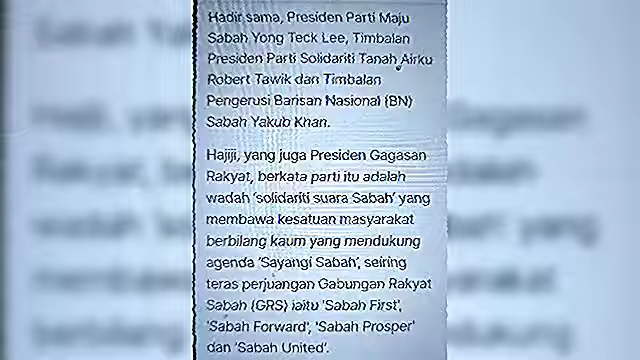 Hadir sama, Presiden Parti Maju
Sabah Yong Teck Lee, Timbalan
Presiden Parti Solidariti Tanah Airku
Robert Tawik dan Timbalan
Pengerusi Barisan Nasional (BN)
Sabah Yakub Khan.
Hajiji, yang juga Presiden Gagasan
Rakyat, berkata parti itu adalah
wadah 'solidariti suara Sabah' yang
membawa kesatuan masyarakat
berbilang kaum yang mendukung
agenda 'Sayangi Sabah', seiring
teras perjuangan Gabungan Rakyat
Sabah (GRS) iaitu 'Sabah First',
'Sabah Forward', 'Sabah Prosper'
dan 'Sabah United'.